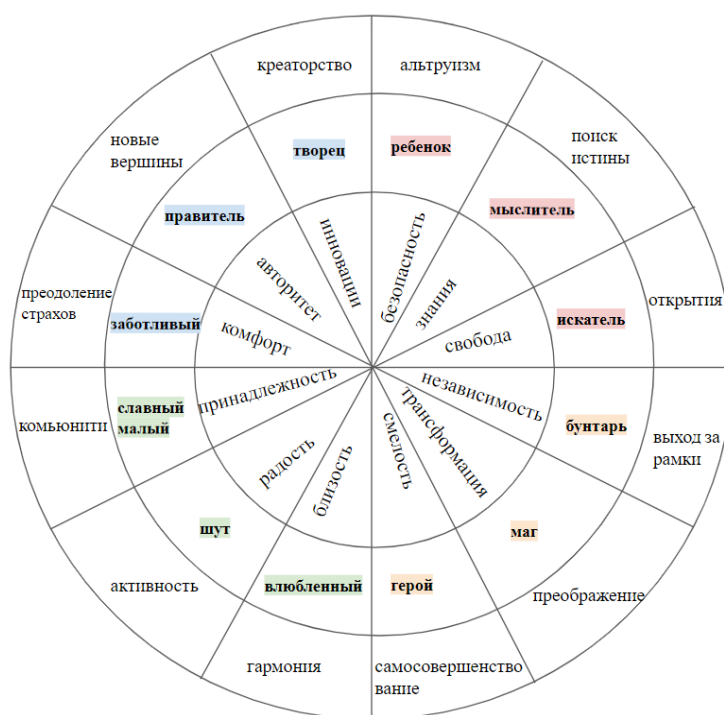 креаторство
альтруизм
новые
вершины
поиск
истины
творец
ребенок
правитель
мыслитель
инновации
безопасность
авторитет
знания
преодоление
страхов
заботливый
комфорт
свобода
искатель
открытия
комьюнити
славный
малый
принадлежность
независимость
бунтарь
выход за
рамки
радость
близость
смелость
трансформация
шут
маг
активность
влюбленный
герой
преображение
гармония
самосовершенство
вание